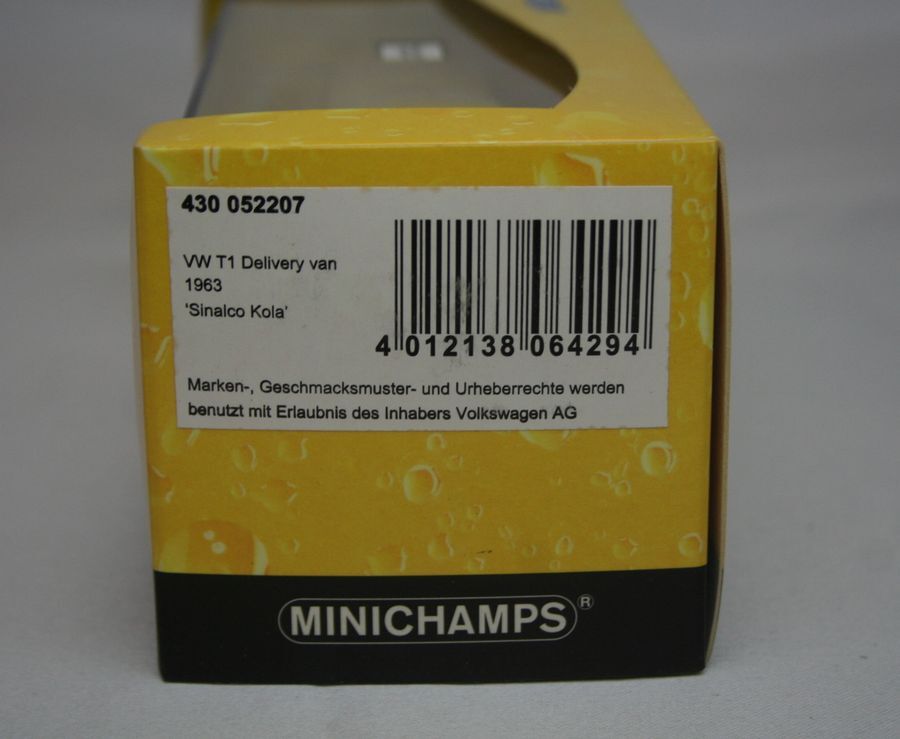 430 052207
VW T1 Delivery van
1963
'Sinalco Kola'
4 012138 064294
Marken-, Geschmacksmuster- und Urheberrechte werden
benutzt mit Erlaubnis des Inhabers Volkswagen AG
MINICHAMPS®